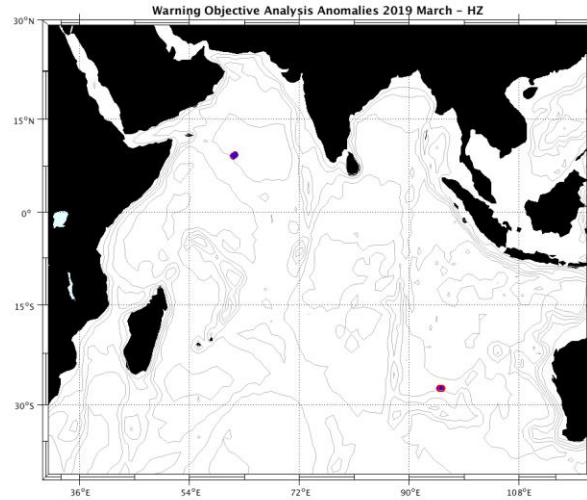 Warning Objective Analysis Anomalies 2019 March – HZ
30°N
15°N
0°
15°S
30°S
36°E 54°E 72°E 90°E 108°E